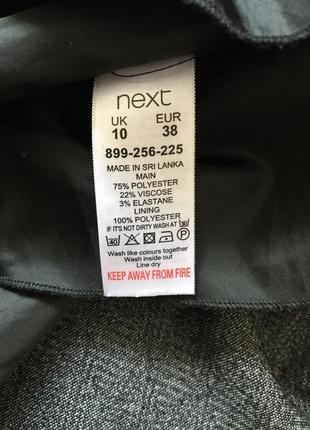 next
UK EUR
10 38
899-256-225
MADE IN SRI LANKA
MAIN
75% POLYESTER
22% VISCOSE
3% ELASTANE
LINING
100% POLYESTER
IF IT'S NOT DIRTY WASH AT 30
40
Wash like colours together
Wash inside out
Line dry
KEEP AWAY FROM FIRE